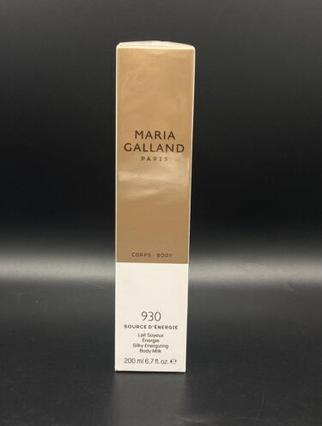 MARIA
GALLAND
PARIS
CORPS · BODY
930
SOURCE D'ÉNERGIE
Lait Soyeux
Énergie
Silky Energizing
Body Milk
200 ml 6.7 fl. oz. ℮